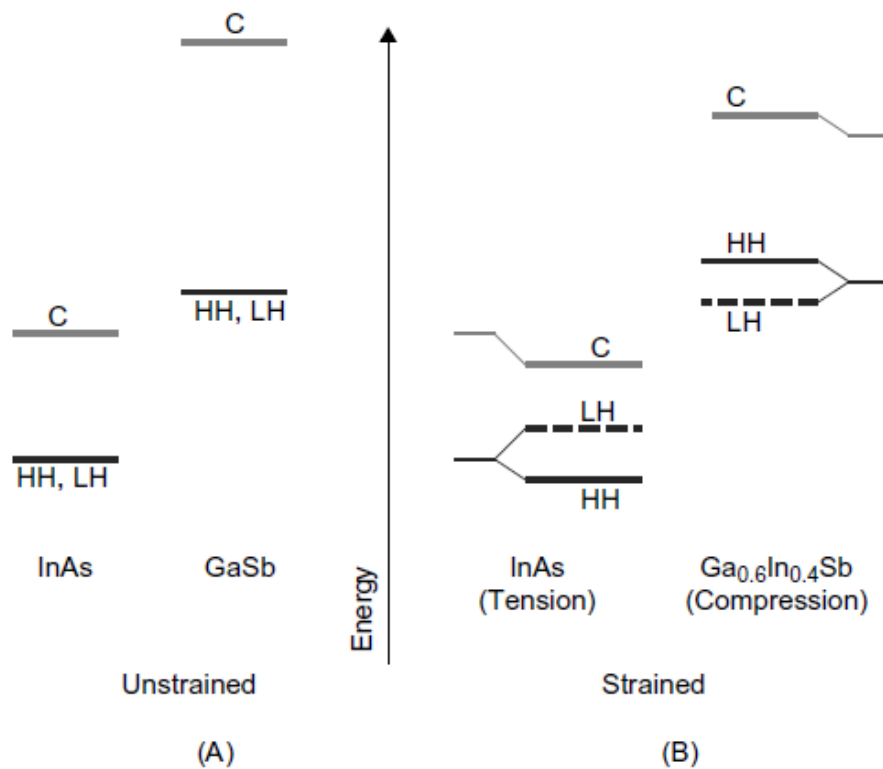 C
C
HH, LH
C
HH, LH
InAs
GaSb
Unstrained
(A)
Energy
C
HH
LH
C
LH
HH
InAs
(Tension)
Ga0.6In0.4Sb
(Compression)
Strained
(B)